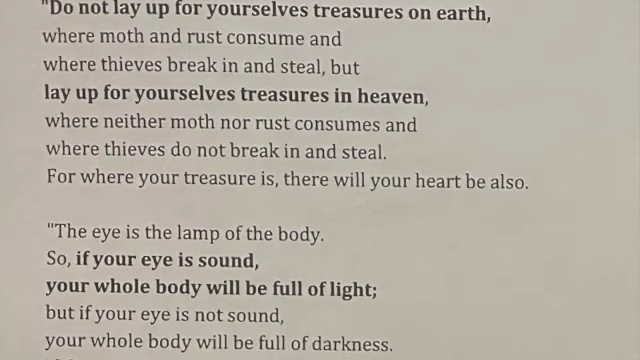 "Do not lay up for yourselves treasures on earth,
where moth and rust consume and
where thieves break in and steal, but
lay up for yourselves treasures in heaven,
where neither moth nor rust consumes and
where thieves do not break in and steal.
For where your treasure is, there will your heart be also.
"The eye is the lamp of the body.
So, if your eye is sound,
your whole body will be full of light;
but if your eye is not sound,
your whole body will be full of darkness.